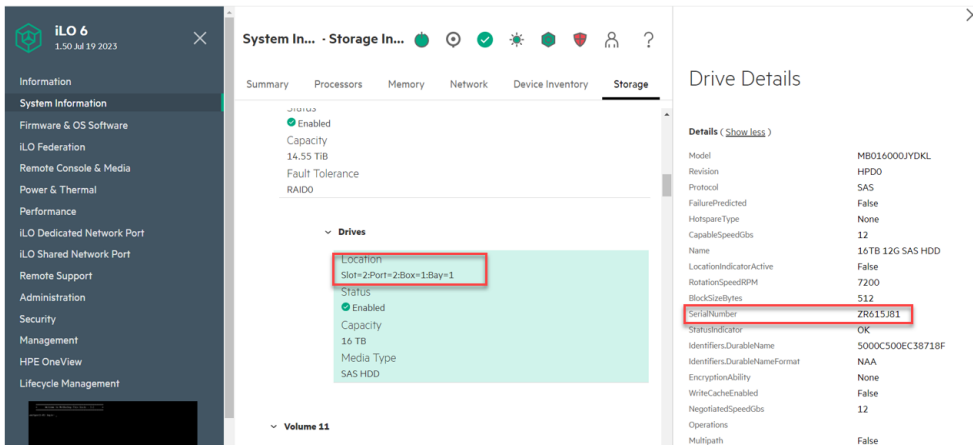 iLO 6
1.50 Jul 19 2023
Information
System Information
Firmware & OS Software
iLO Federation
Remote Console & Media
Power & Thermal
Performance
iLO Dedicated Network Port
iLO Shared Network Port
Remote Support
Administration
Security
Management
HPE OneView
Lifecycle Management
System In... - Storage In...
Summary Processors Memory Network Device Inventory Storage
Status
Enabled
Capacity
14.55 TiB
Fault Tolerance
RAID0
Drives
Location
Slot=2:Port=2:Box=1:Bay=1
Status
Enabled
Capacity
16 TB
Media Type
SAS HDD
Volume 11
Drive Details
Details ( Show less )
Model MB016000JYDKL
Revision HPD0
Protocol SAS
FailurePredicted False
HotspareType None
CapableSpeedGbs 12
Name 16TB 12G SAS HDD
LocationIndicatorActive False
RotationSpeedRPM 7200
BlockSizeBytes 512
SerialNumber ZR615J81
StatusIndicator OK
Identifiers.DurableName 5000C500EC38718F
Identifiers.DurableNameFormat NAA
EncryptionAbility None
WriteCacheEnabled False
NegotiatedSpeedGbs 12
Operations
Multipath False